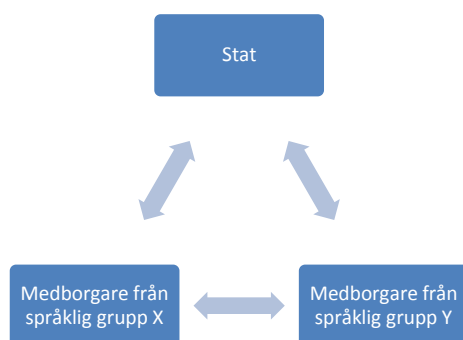 Stat
Medborgare från
språklig grupp X
Medborgare från
språklig grupp Y